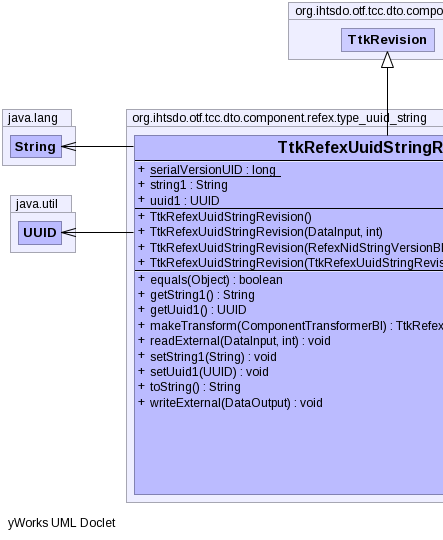 org.ihtsdo.otf.tcc.dto.compo
TtkRevision
java.lang
String
java.util
UUID
org.ihtsdo.otf.tcc.dto.component.refex.type_uuid_string
TtkRefexUuidStringR
+ serialVersionUID : long
+ string1 : String
+ uuid1 : UUID
+ TtkRefexUuidStringRevision()
+ TtkRefexUuidStringRevision(DataInput, int)
+ TtkRefexUuidStringRevision(RefexNidStringVersionBI
+ TtkRefexUuidStringRevision(TtkRefexUuidStringRevis
+ equals(Object) : boolean
+ getString1() : String
+ getUuid1() : UUID
+ makeTransform(ComponentTransformerBI) : TtkRefex
+ readExternal(DataInput, int) : void
+ setString1(String) : void
+ setUuid1(UUID) : void
+ toString() : String
+ writeExternal(DataOutput) : void
yWorks UML Doclet